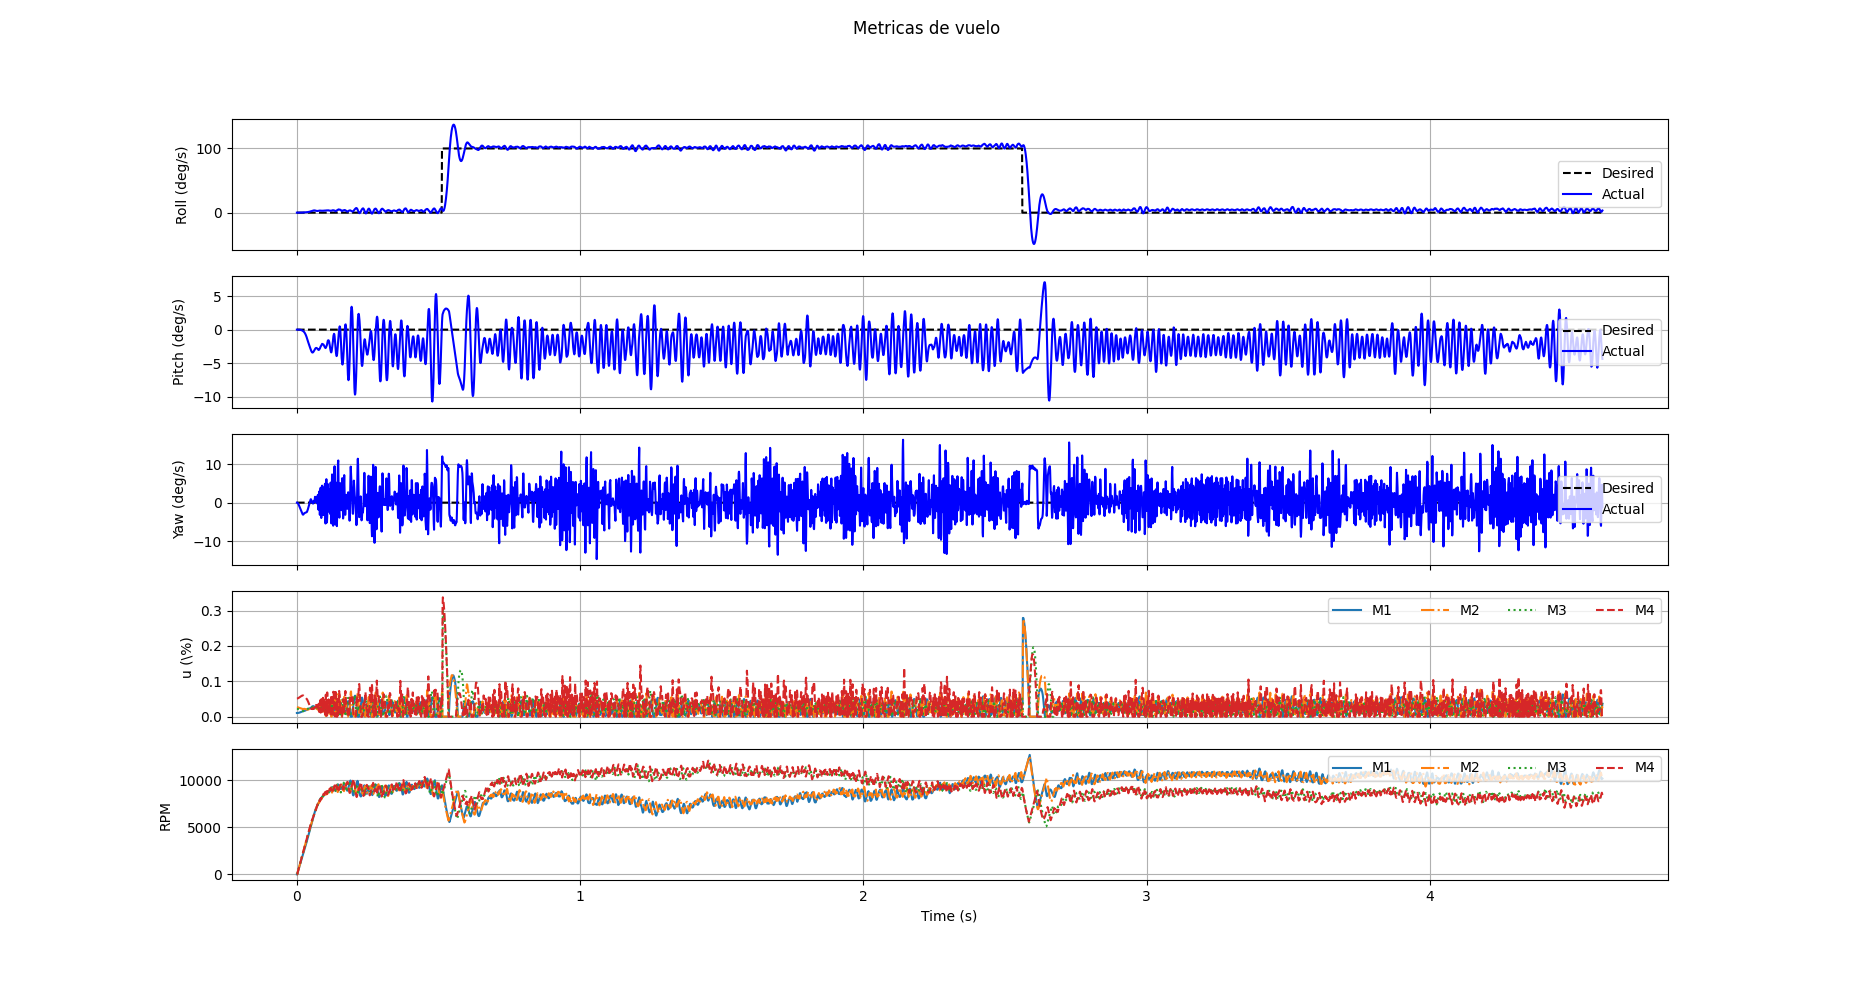 Metricas de vuelo
Roll (deg/s)
100
0
Desired
Actual
Pitch (deg/s)
5
0
−5
−10
Desired
Actual
Yaw (deg/s)
10
0
−10
Desired
Actual
u (\%)
0.3
0.2
0.1
0.0
M1 M2 M3 M4
RPM
10000
5000
0
M1 M2 M3 M4
0 1 2 3 4
Time (s)